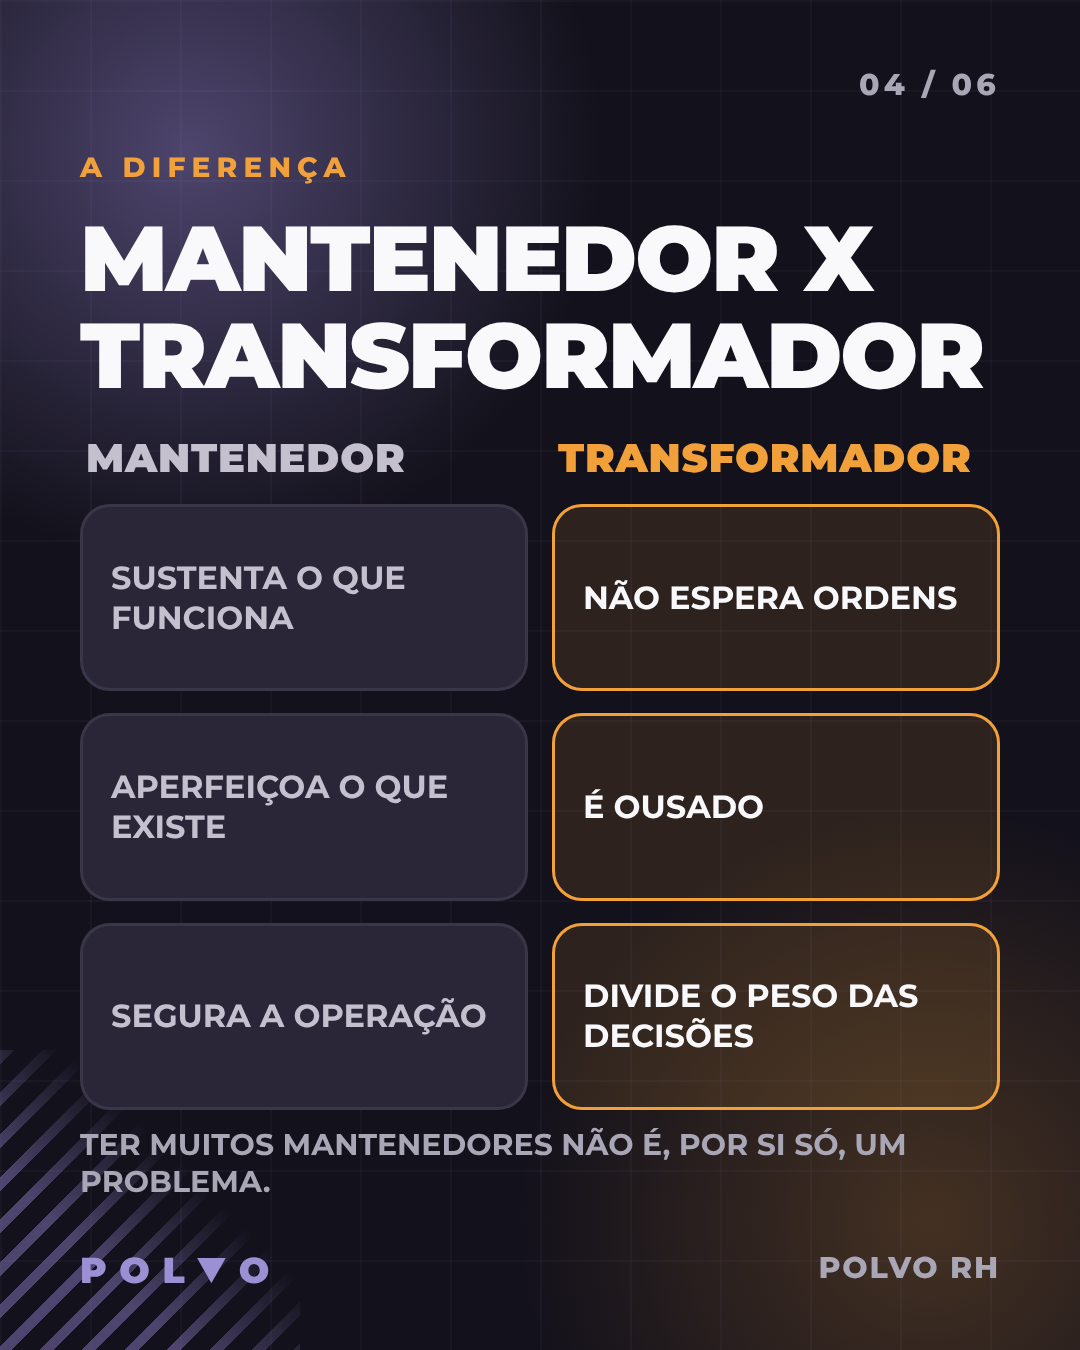 04 / 06
A DIFERENÇA
MANTENEDOR X
TRANSFORMADOR
MANTENEDOR
TRANSFORMADOR
SUSTENTA O QUE
FUNCIONA
NÃO ESPERA ORDENS
APERFEIÇOA O QUE
EXISTE
É OUSADO
SEGURA A OPERAÇÃO
DIVIDE O PESO DAS
DECISÕES
TER MUITOS MANTENEDORES NÃO É, POR SI SÓ, UM
PROBLEMA.
POLVO
POLVO RH